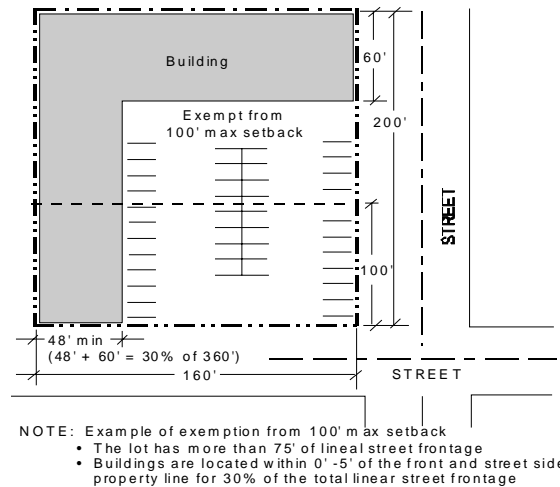 Building
60'
Exempt from
100' max setback
200'
STREET
100'
48' min
(48' + 60' = 30% of 360')
160'
STREET
NOTE: Example of exemption from 100' max setback
• The lot has more than 75' of lineal street frontage
• Buildings are located within 0' -5' of the front and street side
property line for 30% of the total linear street frontage